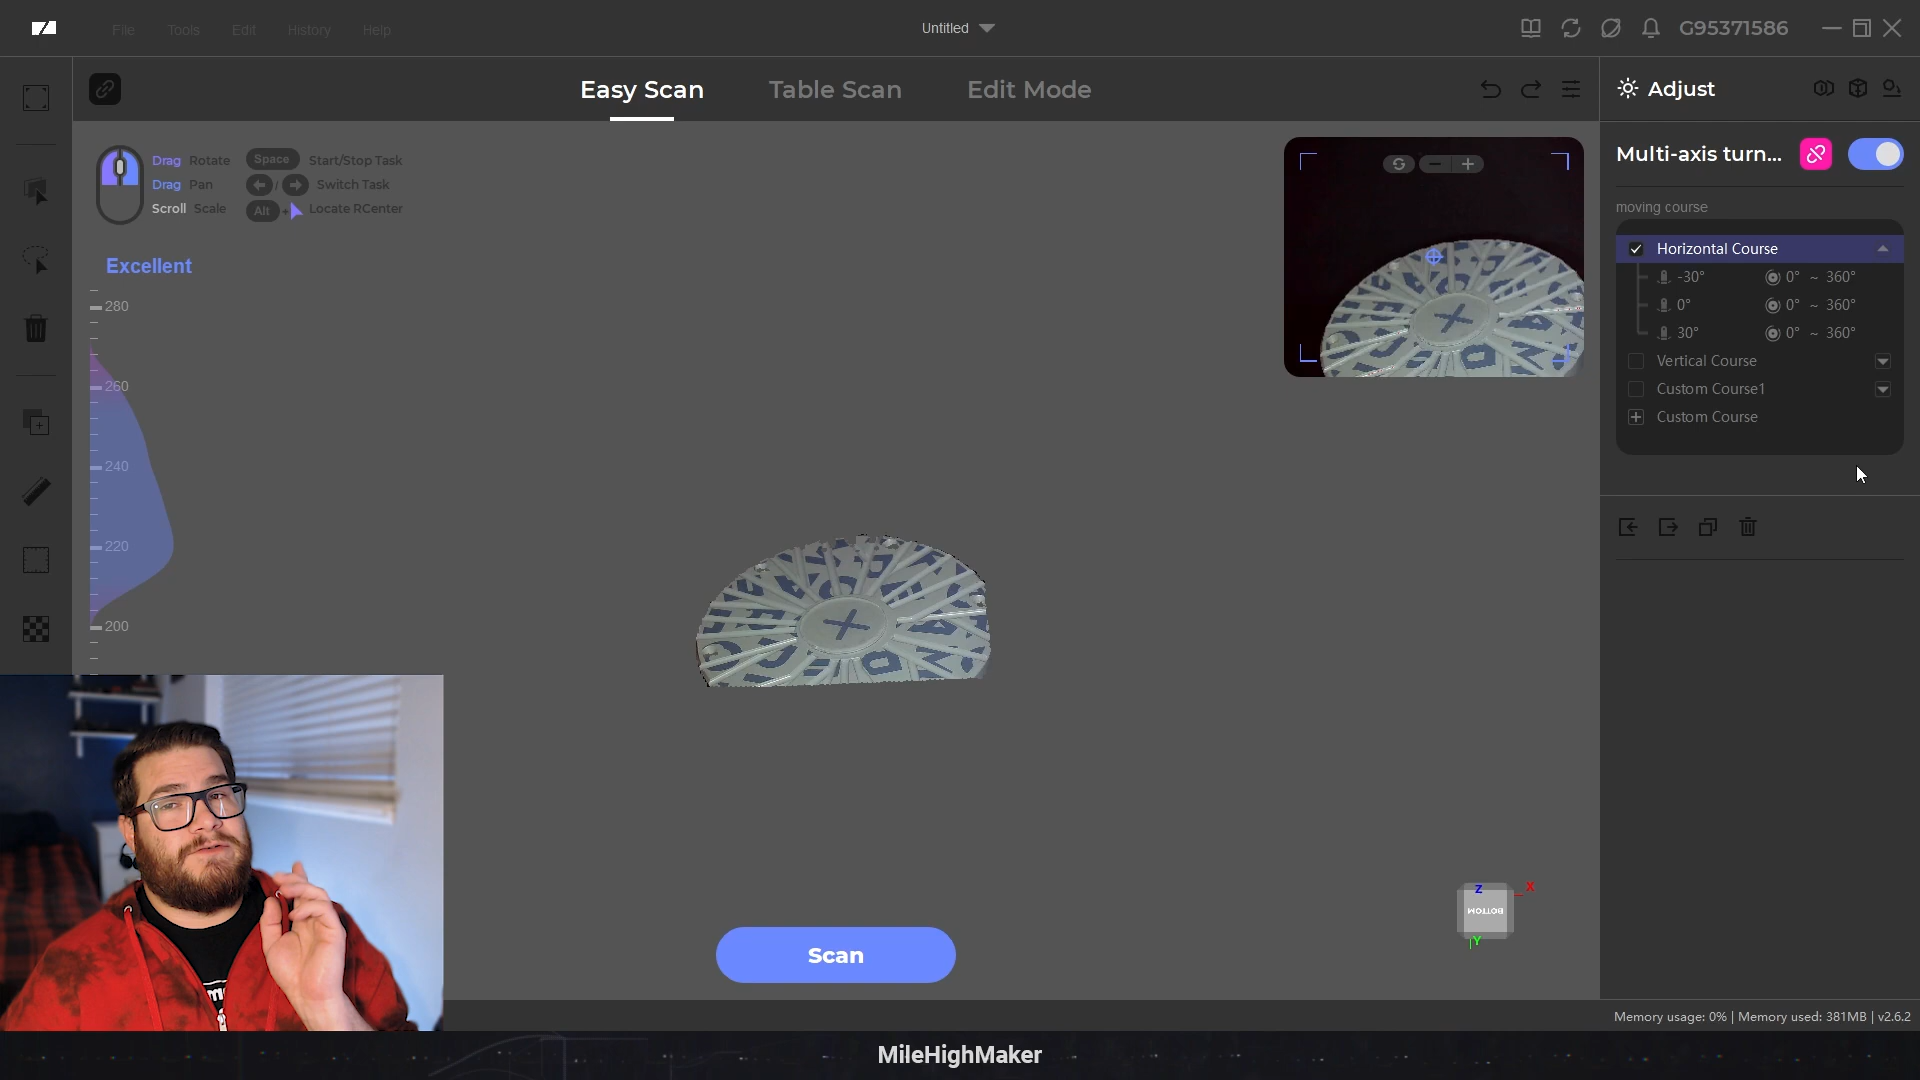 File Tools Edit History Help
Untitled
G95371586
Easy Scan Table Scan Edit Mode
Adjust
Drag Rotate Space Start/Stop Task
Drag Pan / Switch Task
Scroll Scale Alt + Locate RCenter
Excellent
280
260
240
220
200
Multi-axis turn...
moving course
Horizontal Course
-30° 0° ~ 360°
0° 0° ~ 360°
30° 0° ~ 360°
Vertical Course
Custom Course1
Custom Course
Z X
BOTTOM
Y
Scan
Memory usage: 0% | Memory used: 381MB | v2.6.2
MileHighMaker